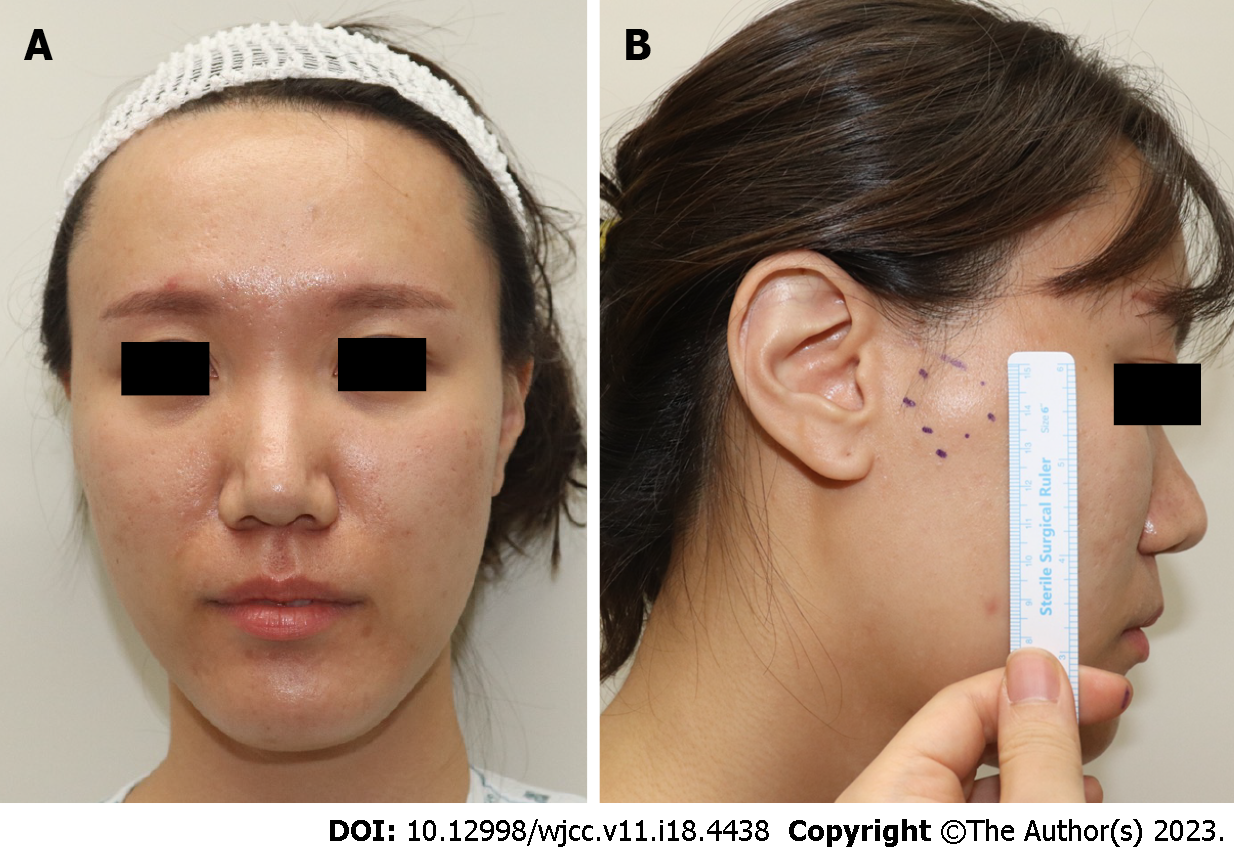 A
B
Sterile Surgical Ruler
Size 6"
DOI: 10.12998/wjcc.v11.i18.4438 Copyright ©The Author(s) 2023.